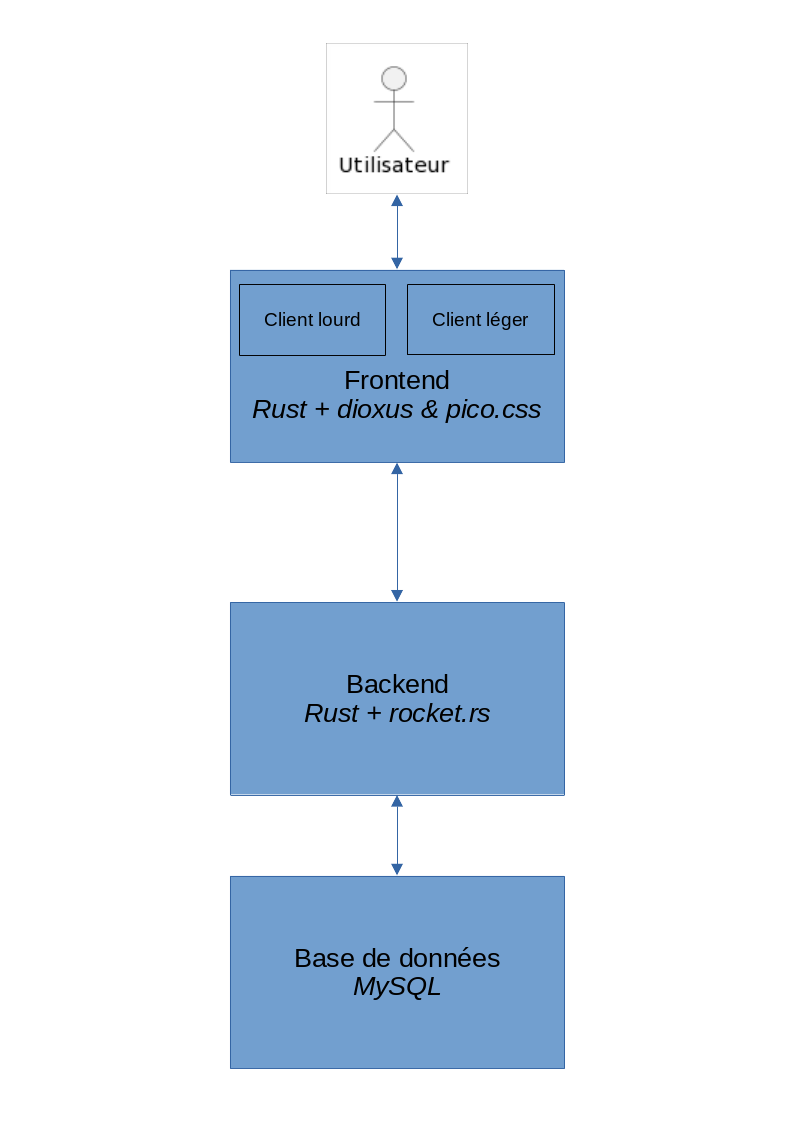 Utilisateur
Client lourd
Client léger
Frontend
Rust + dioxus & pico.css
Backend
Rust + rocket.rs
Base de données
MySQL